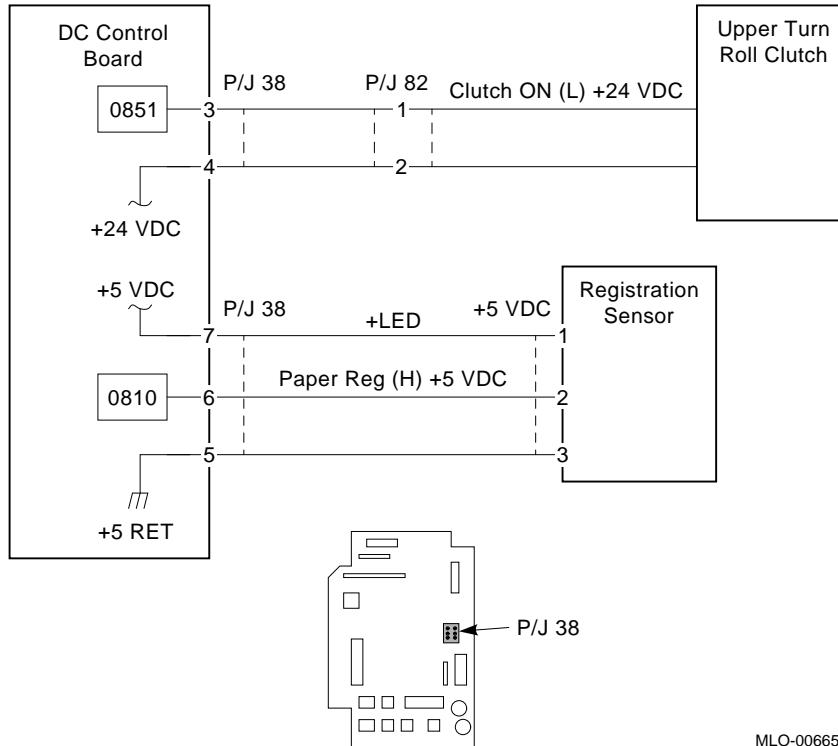 DC Control
Board
Upper Turn
Roll Clutch
P/J 38
P/J 82
Clutch ON (L) +24 VDC
0851
3
1
4
2
+24 VDC
+5 VDC
P/J 38
+LED
+5 VDC
Registration
Sensor
7
1
0810
6
Paper Reg (H) +5 VDC
2
5
3
+5 RET
P/J 38
MLO-00665